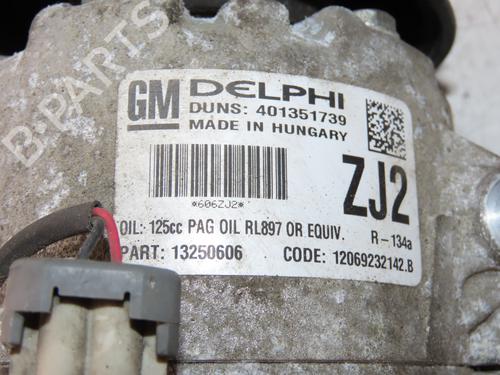 GM DELPHI
DUNS: 401351739
MADE IN HUNGARY
*606ZJ2*
ZJ2
OIL: 125cc PAG OIL RL897 OR EQUIV. R-134a
PART: 13250606 CODE: 12069232142.B
B-PARTS